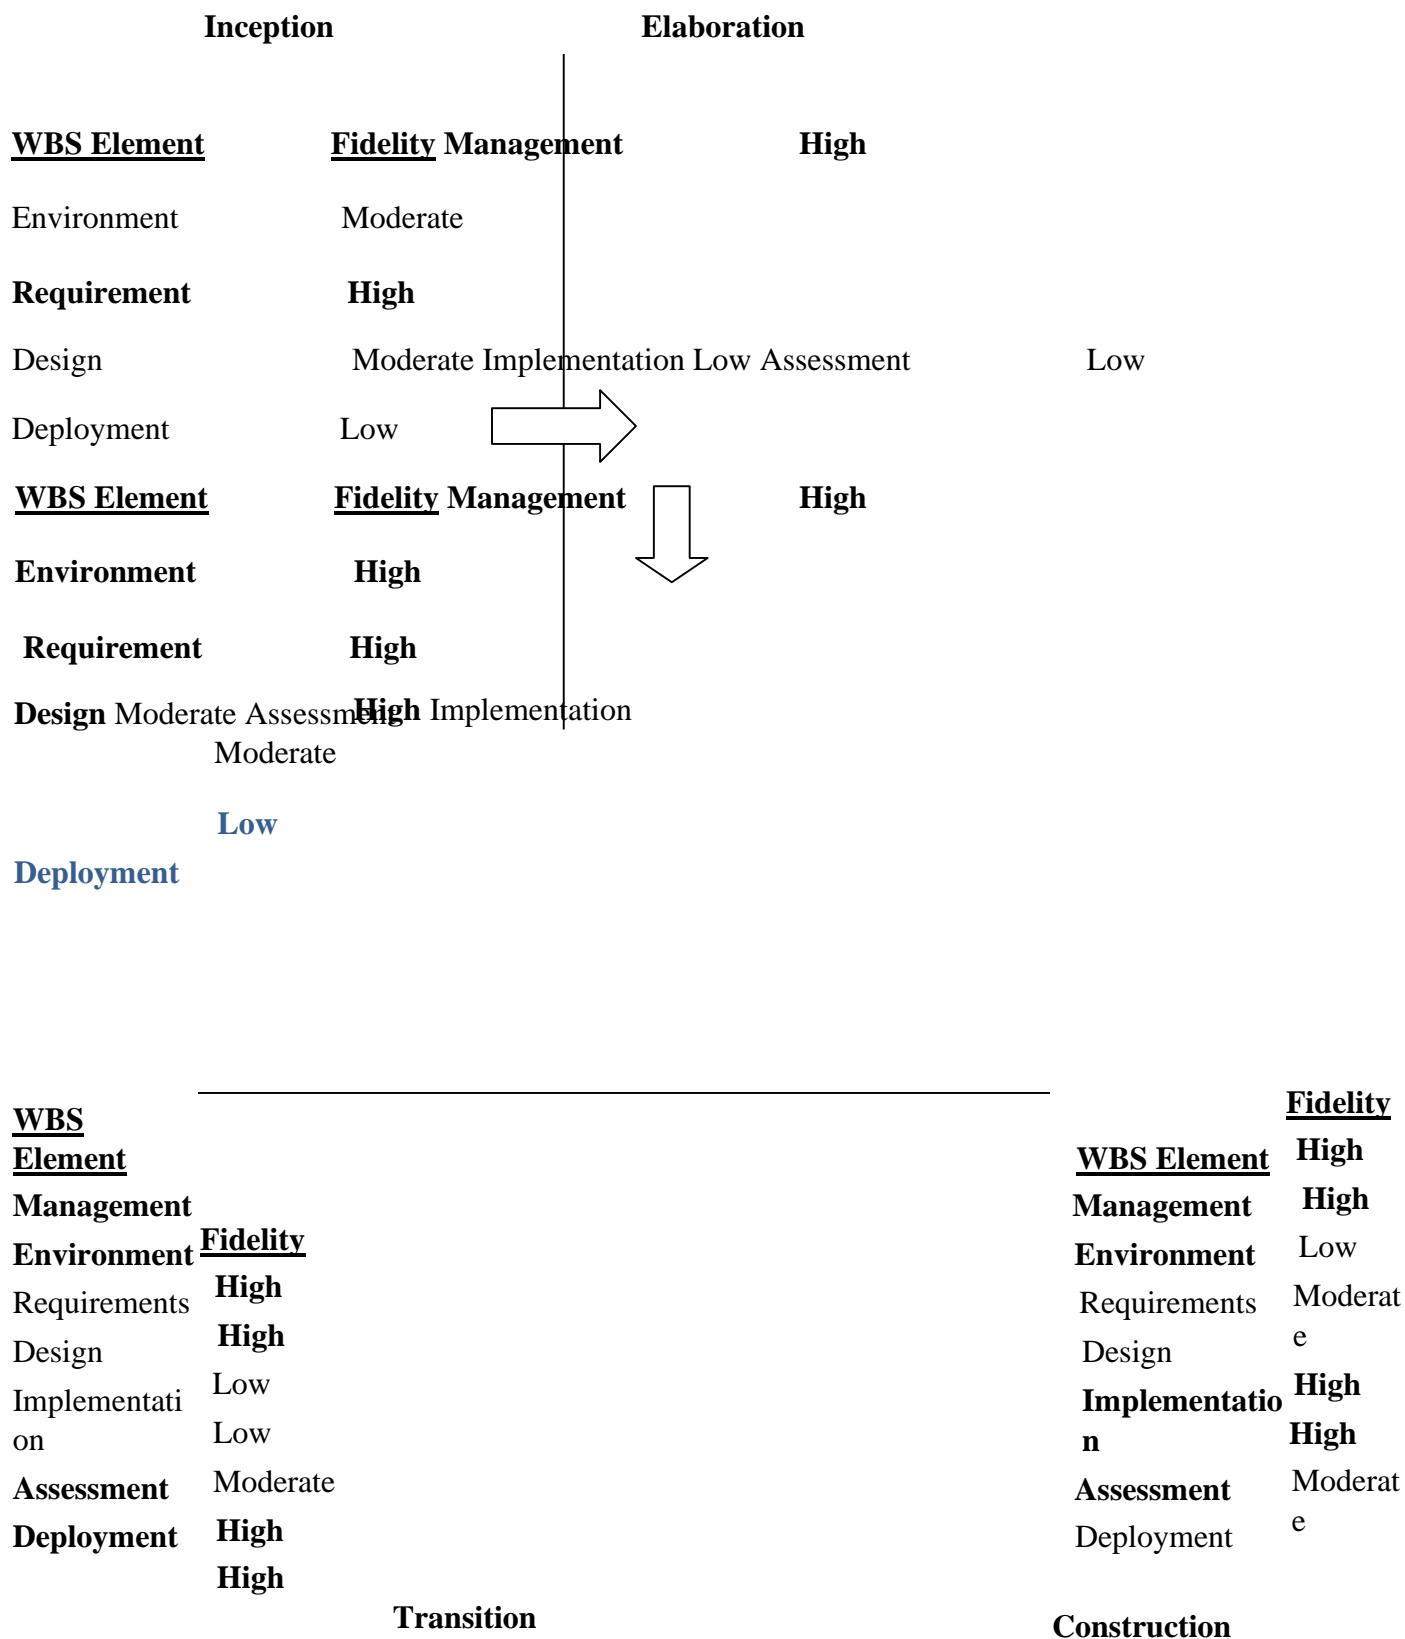 Inception Elaboration
WBS Element Fidelity Management High
Environment Moderate
Requirement High
Design Moderate Implementation Low Assessment Low
Deployment Low
WBS Element Fidelity Management High
Environment High
Requirement High
Design Moderate Assessment High Implementation
Moderate
Low
Deployment
WBS
Element
Management
Environment
Requirements
Design
Implementati
on
Assessment
Deployment
Fidelity
High
High
Low
Low
Moderate
High
High
WBS Element
Management
Environment
Requirements
Design
Implementatio
n
Assessment
Deployment
Fidelity
High
High
Low
Moderat
e
High
High
Moderat
e
Transition
Construction